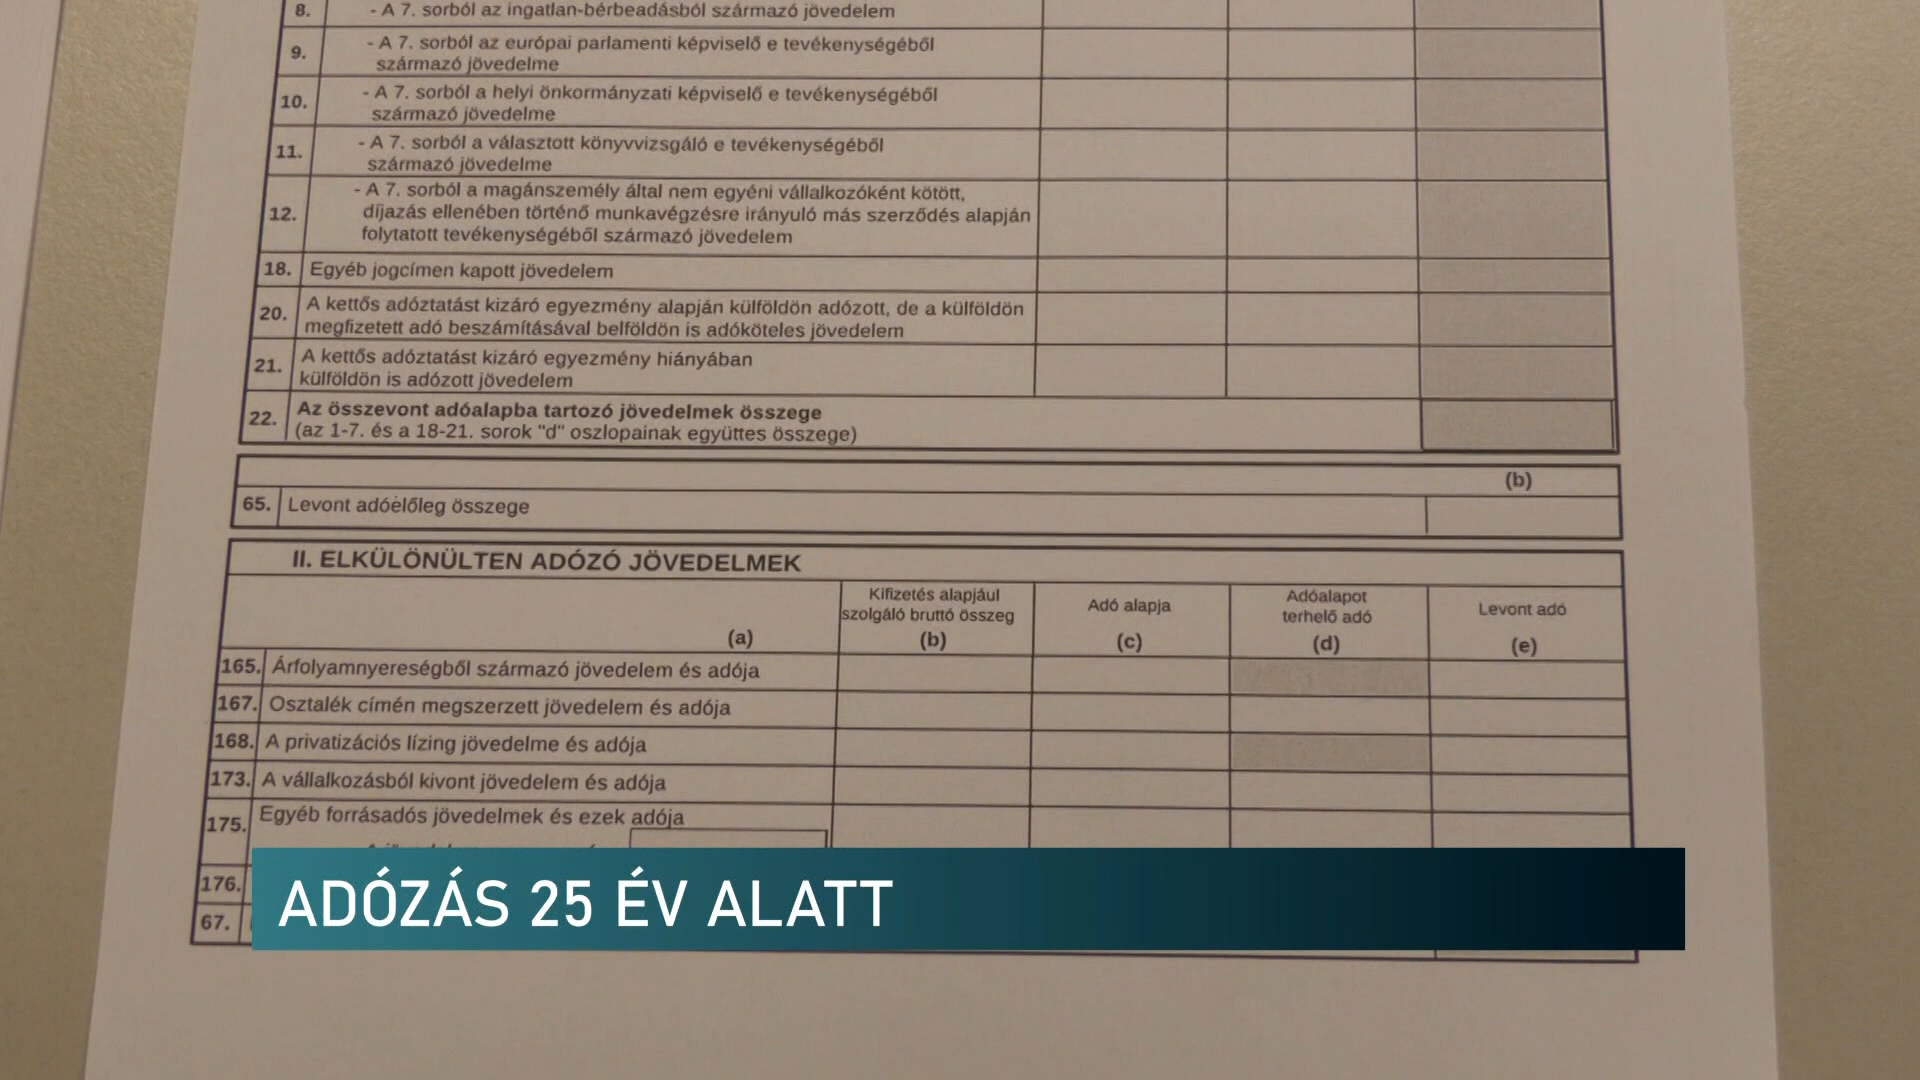 8. - A 7. sorból az ingatlan-bérbeadásból származó jövedelem
9. - A 7. sorból az európai parlamenti képviselő e tevékenységéből
származó jövedelme
10. - A 7. sorból a helyi önkormányzati képviselő e tevékenységéből
származó jövedelme
11. - A 7. sorból a választott könyvvizsgáló e tevékenységéből
származó jövedelme
12. - A 7. sorból a magánszemély által nem egyéni vállalkozóként kötött,
díjazás ellenében történő munkavégzésre irányuló más szerződés alapján
folytatott tevékenységéből származó jövedelem
18. Egyéb jogcímen kapott jövedelem
20. A kettős adóztatást kizáró egyezmény alapján külföldön adózott, de a külföldön
megfizetett adó beszámításával belföldön is adóköteles jövedelem
21. A kettős adóztatást kizáró egyezmény hiányában
külföldön is adózott jövedelem
22. Az összevont adóalapba tartozó jövedelmek összege
(az 1-7. és a 18-21. sorok "d" oszlopainak együttes összege)
(b)
65. Levont adóelőleg összege
II. ELKÜLÖNÜLTEN ADÓZÓ JÖVEDELMEK
(a)
Kifizetés alapjául
szolgáló bruttó összeg
(b)
Adó alapja
(c)
Adóalapot
terhelő adó
(d)
Levont adó
(e)
165. Árfolyamnyereségből származó jövedelem és adója
167. Osztalék címén megszerzett jövedelem és adója
168. A privatizációs lízing jövedelme és adója
173. A vállalkozásból kivont jövedelem és adója
175. Egyéb forrásadós jövedelmek és ezek adója
176.
67.
ADÓZÁS 25 ÉV ALATT